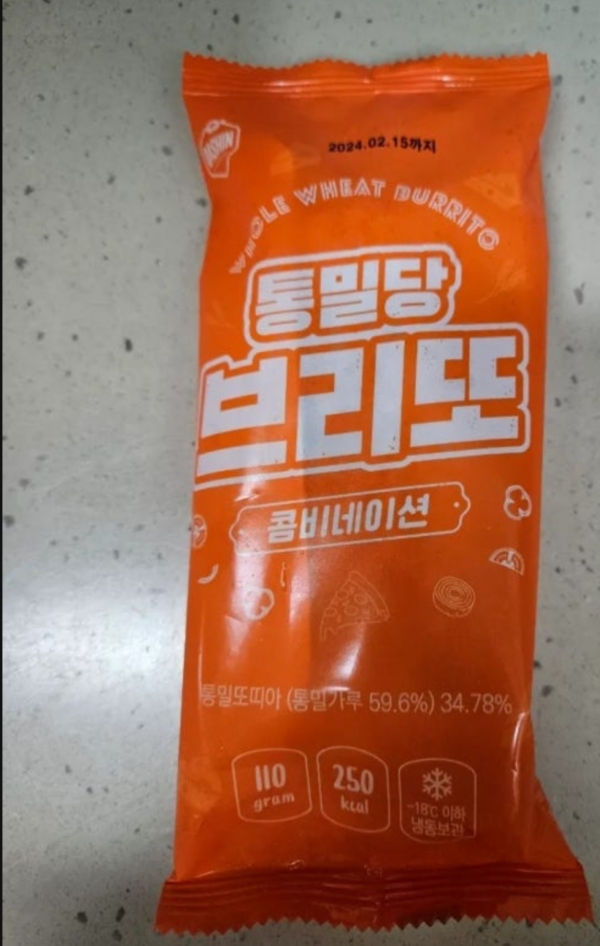 2024.02.15까지
WHOLE WHEAT BURRITO
통밀당
브리또
콤비네이션
통밀또띠아 (통밀가루 59.6%) 34.78%
110
gram
250
kcal
-18℃ 이하
냉동보관